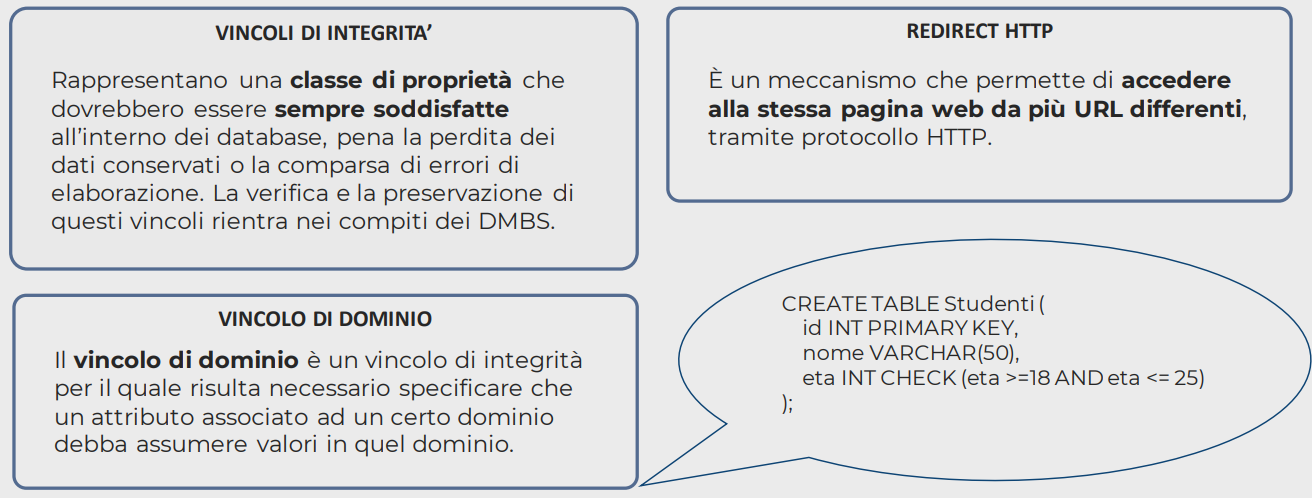 VINCOLI DI INTEGRITA’
Rappresentano una classe di proprietà che
dovrebbero essere sempre soddisfatte
all’interno dei database, pena la perdita dei
dati conservati o la comparsa di errori di
elaborazione. La verifica e la preservazione di
questi vincoli rientra nei compiti dei DMBS.
REDIRECT HTTP
È un meccanismo che permette di accedere
alla stessa pagina web da più URL differenti,
tramite protocollo HTTP.
VINCOLO DI DOMINIO
Il vincolo di dominio è un vincolo di integrità
per il quale risulta necessario specificare che
un attributo associato ad un certo dominio
debba assumere valori in quel dominio.
CREATE TABLE Studenti (
id INT PRIMARY KEY,
nome VARCHAR(50),
eta INT CHECK (eta >=18 AND eta <= 25)
);